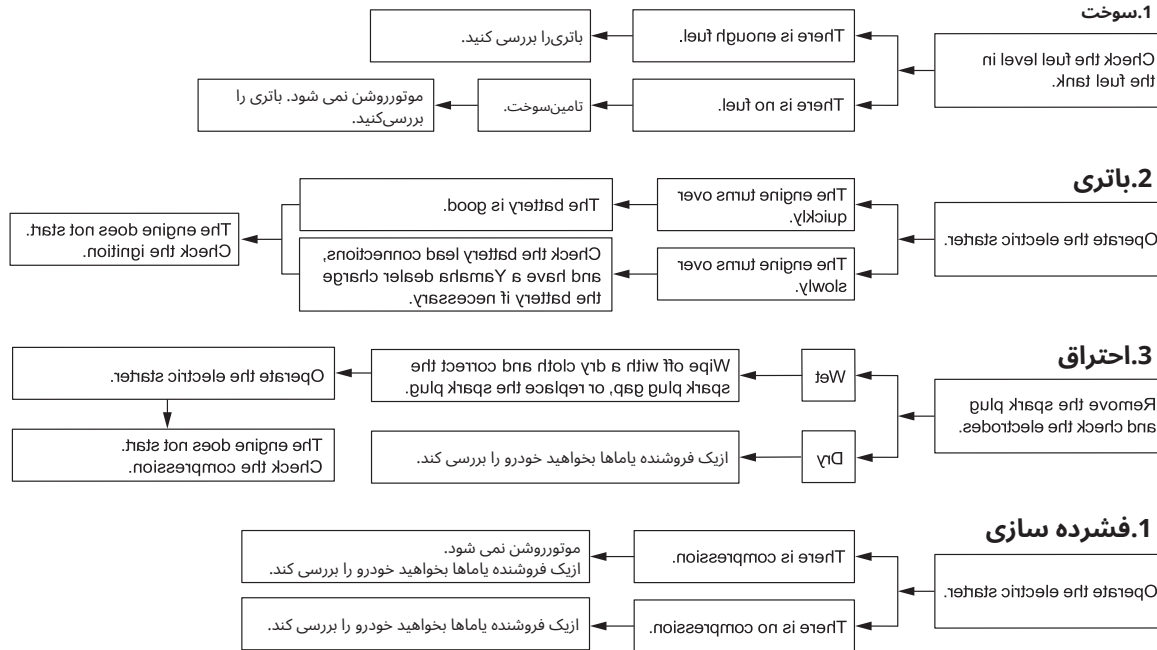 1.سوخت
Check the fuel level in
the fuel tank.
There is enough fuel.
باتری‌را بررسی کنید.
There is no fuel.
تامین‌سوخت.
موتورروشن نمی شود. باتری را
بررسی‌کنید.
2.باتری
Operate the electric starter.
The engine turns over
quickly.
The battery is good.
The engine turns over
slowly.
Check the battery lead connections,
and have a Yamaha dealer charge
the battery if necessary.
The engine does not start.
Check the ignition.
3.احتراق
Remove the spark plug
and check the electrodes.
Wet
Wipe off with a dry cloth and correct the
spark plug gap, or replace the spark plug.
Operate the electric starter.
The engine does not start.
Check the compression.
Dry
ازیک فروشنده یاماها بخواهید خودرو را بررسی کند.
1.فشرده سازی
Operate the electric starter.
There is compression.
موتورروشن نمی شود.
ازیک فروشنده یاماها بخواهید خودرو را بررسی کند.
There is no compression.
ازیک فروشنده یاماها بخواهید خودرو را بررسی کند.